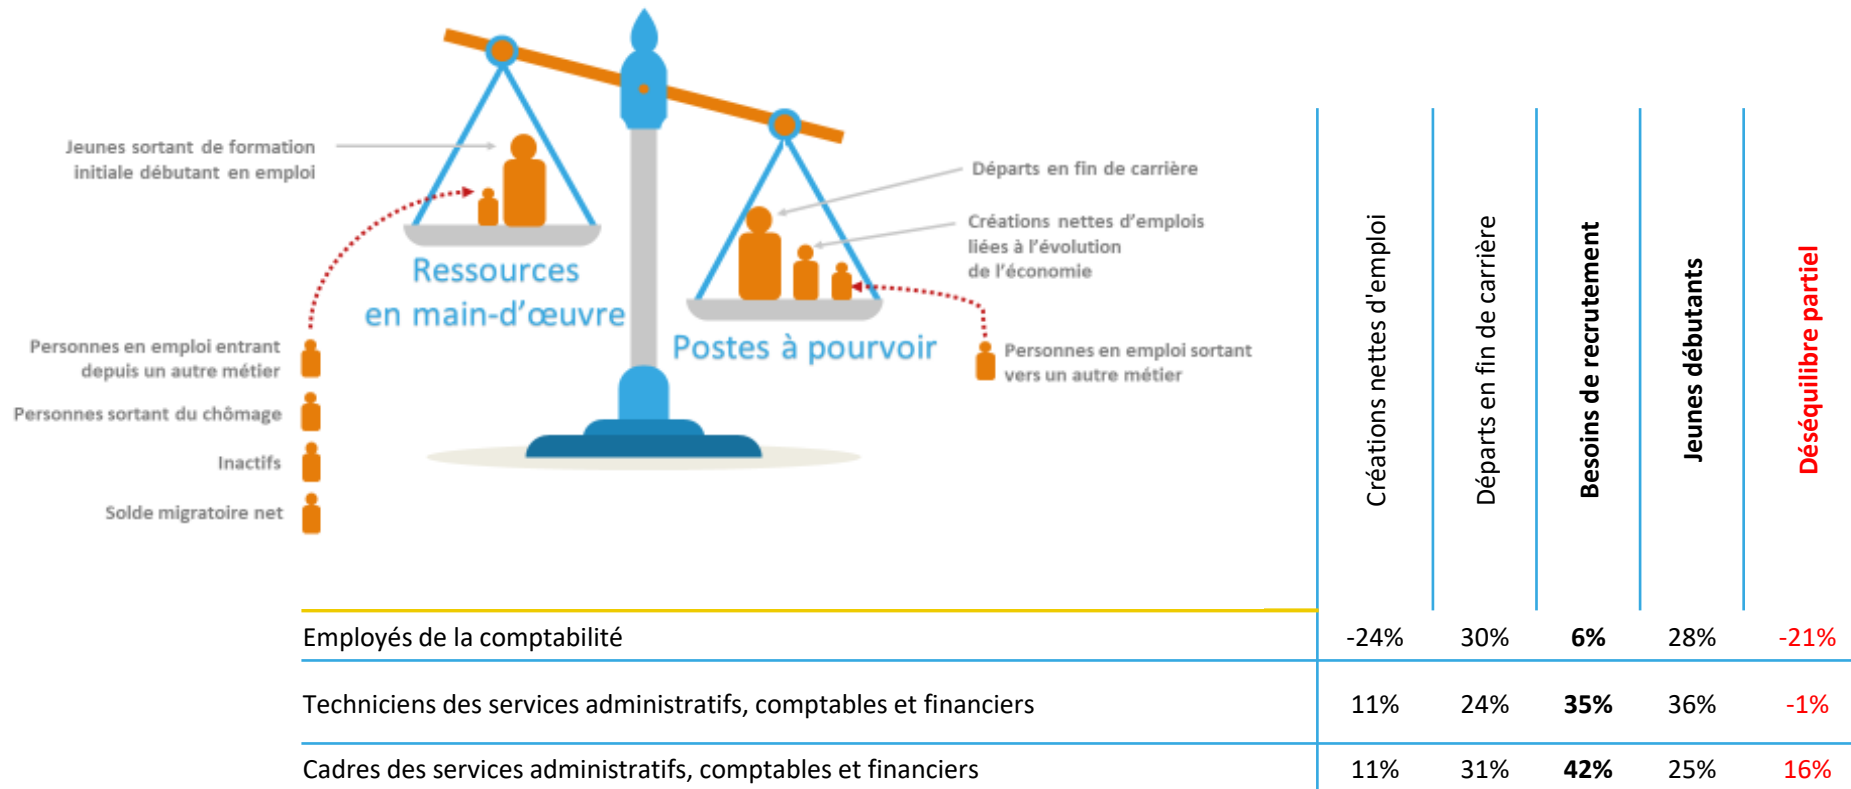 Jeunes sortant de formation
initiale débutant en emploi
Ressources
en main-d'œuvre
Personnes en emploi entrant
depuis un autre métier
Personnes sortant du chômage
Inactifs
Solde migratoire net
Départs en fin de carrière
Créations nettes d'emplois
liées à l'évolution
de l'économie
Postes à pourvoir
Personnes en emploi sortant
vers un autre métier
Créations nettes d'emploi
Départs en fin de carrière
Besoins de recrutement
Jeunes débutants
Déséquilibre partiel
Employés de la comptabilité -24% 30% 6% 28% -21%
Techniciens des services administratifs, comptables et financiers 11% 24% 35% 36% -1%
Cadres des services administratifs, comptables et financiers 11% 31% 42% 25% 16%